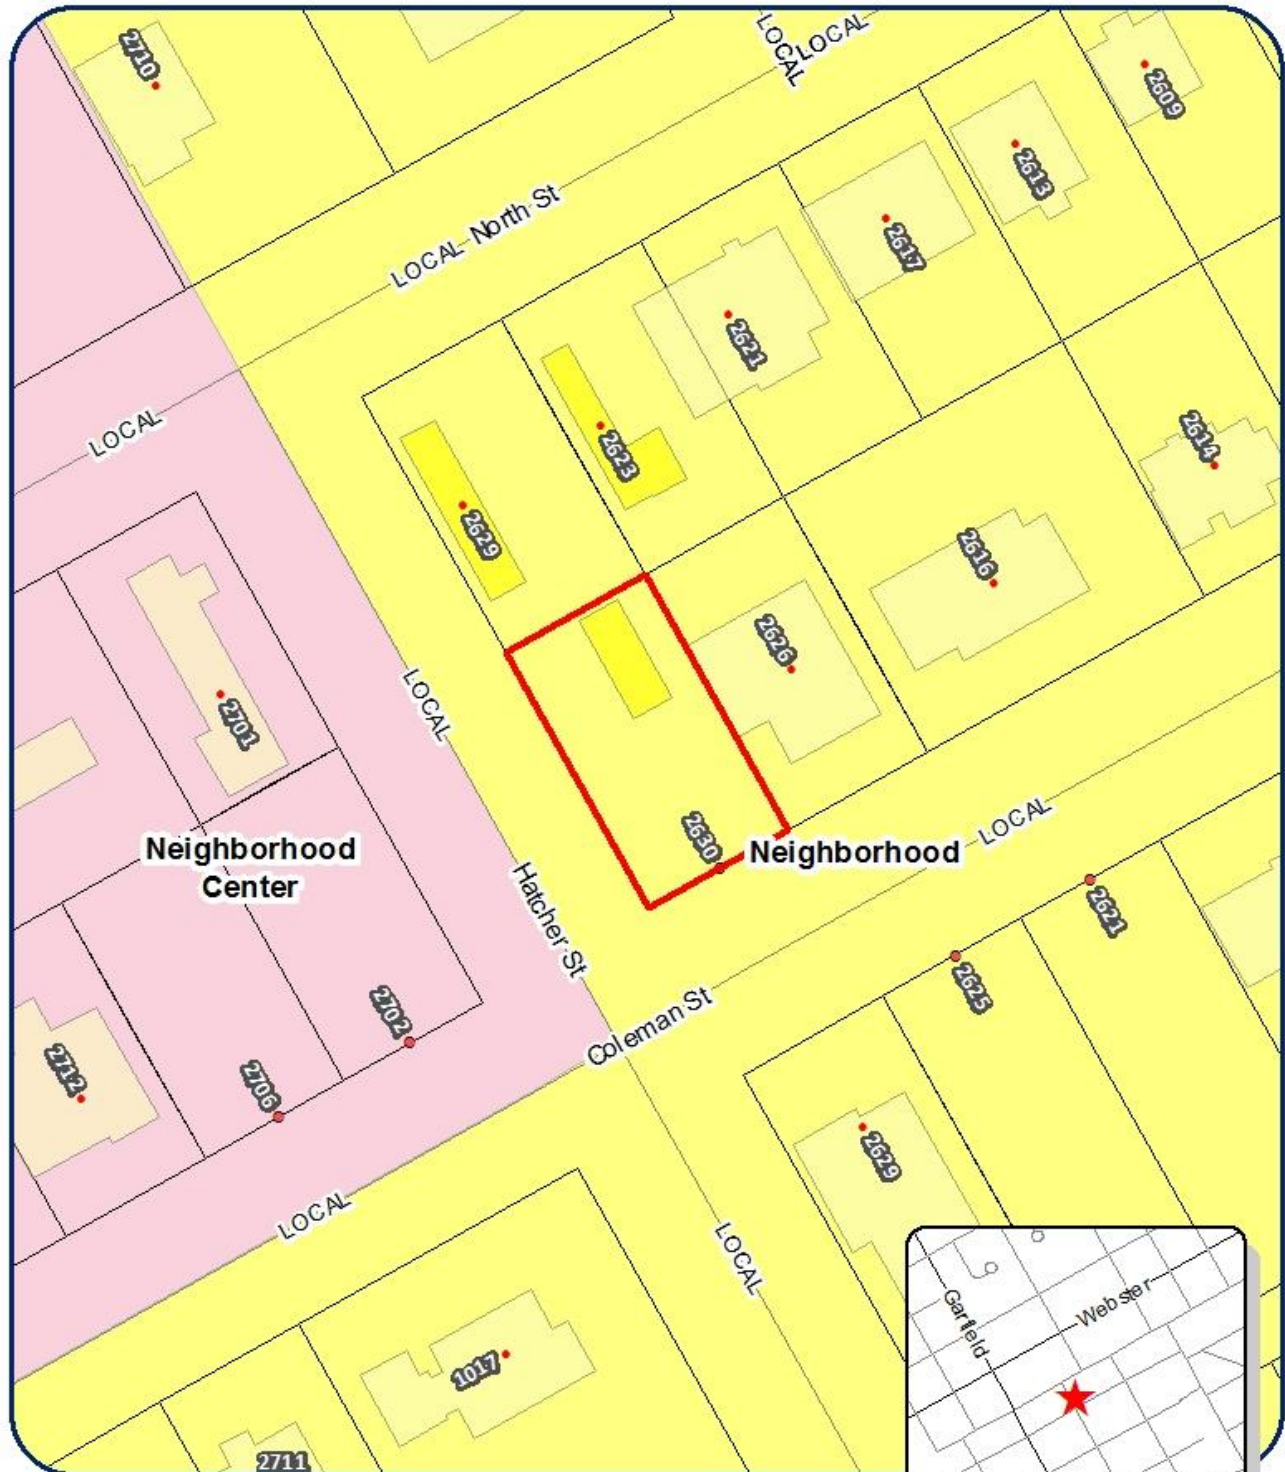 2710
LOCAL
LOCAL
2609
2613
LOCAL North St
2617
2621
LOCAL
2623
2614
2629
2616
2626
LOCAL
2701
2630
LOCAL
Neighborhood
Neighborhood
Center
Hatcher St
2621
2625
2702
Coleman St
2712
2706
2629
LOCAL
LOCAL
1017
2711
Garfield
Webster